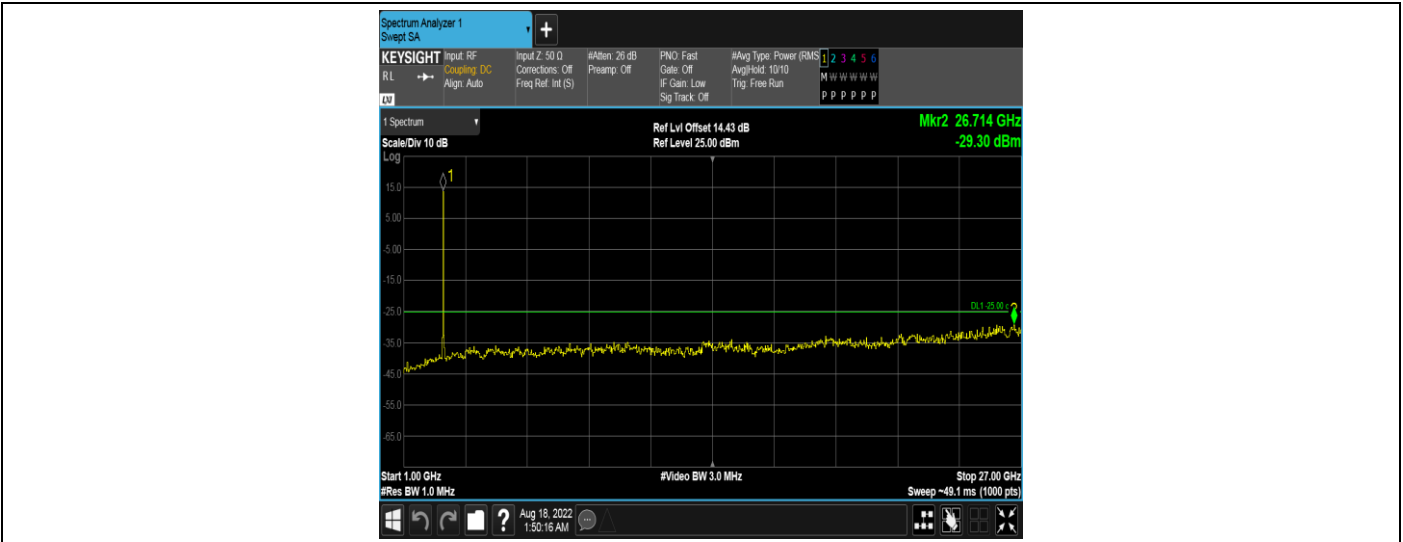 Spectrum Analyzer 1
Swept SA
+
KEYSIGHT
RL
LXI
Input: RF
Coupling: DC
Align: Auto
Input Z: 50 Ω
Corrections: Off
Freq Ref: Int (S)
#Atten: 26 dB
Preamp: Off
PNO: Fast
Gate: Off
IF Gain: Low
Sig Track: Off
#Avg Type: Power (RMS
Avg|Hold: 10/10
Trig: Free Run
1 2 3 4 5 6
M W W W W W
P P P P P P
1 Spectrum
Scale/Div 10 dB
Log
Ref Lvl Offset 14.43 dB
Ref Level 25.00 dBm
Mkr2 26.714 GHz
-29.30 dBm
1
15.0
5.00
-5.00
-15.0
-25.0
DL1 -25.00
2
-35.0
-45.0
-55.0
-65.0
Start 1.00 GHz
#Video BW 3.0 MHz
Stop 27.00 GHz
#Res BW 1.0 MHz
Sweep ~49.1 ms (1000 pts)
?
Aug 18, 2022
1:50:16 AM